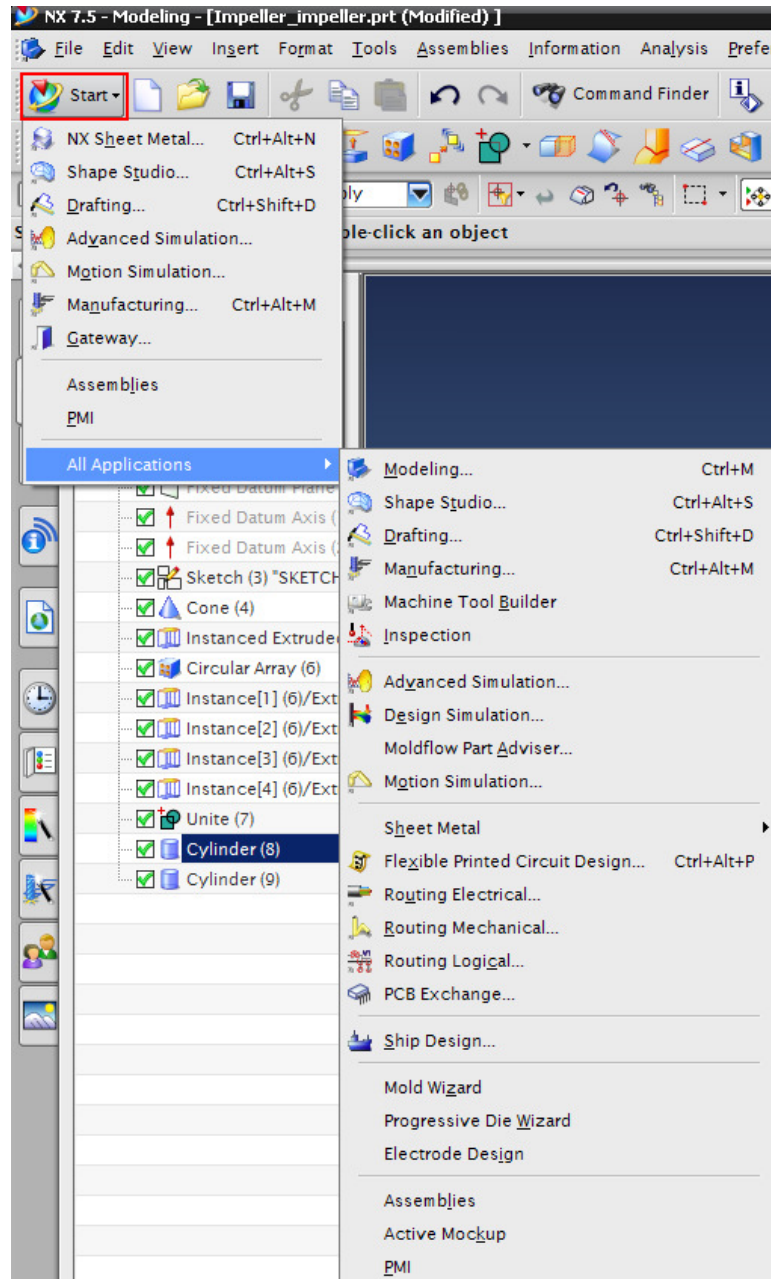 NX 7.5 - Modeling - [Impeller_impeller.prt (Modified) ]
File Edit View Insert Format Tools Assemblies Information Analysis Prefe
Start Command Finder
NX Sheet Metal... Ctrl+Alt+N
Shape Studio... Ctrl+Alt+S
Drafting... Ctrl+Shift+D
Advanced Simulation...
Motion Simulation...
Manufacturing... Ctrl+Alt+M
Gateway...
Assemblies
PMI
All Applications
ly
ble-click an object
Fixed Datum Plane
Fixed Datum Axis (
Fixed Datum Axis (
Sketch (3) "SKETCH
Cone (4)
Instanced Extrude
Circular Array (6)
Instance[1] (6)/Ext
Instance[2] (6)/Ext
Instance[3] (6)/Ext
Instance[4] (6)/Ext
Unite (7)
Cylinder (8)
Cylinder (9)
Modeling... Ctrl+M
Shape Studio... Ctrl+Alt+S
Drafting... Ctrl+Shift+D
Manufacturing... Ctrl+Alt+M
Machine Tool Builder
Inspection
Advanced Simulation...
Design Simulation...
Moldflow Part Adviser...
Motion Simulation...
Sheet Metal
Flexible Printed Circuit Design... Ctrl+Alt+P
Routing Electrical...
Routing Mechanical...
Routing Logical...
PCB Exchange...
Ship Design...
Mold Wizard
Progressive Die Wizard
Electrode Design
Assemblies
Active Mockup
PMI